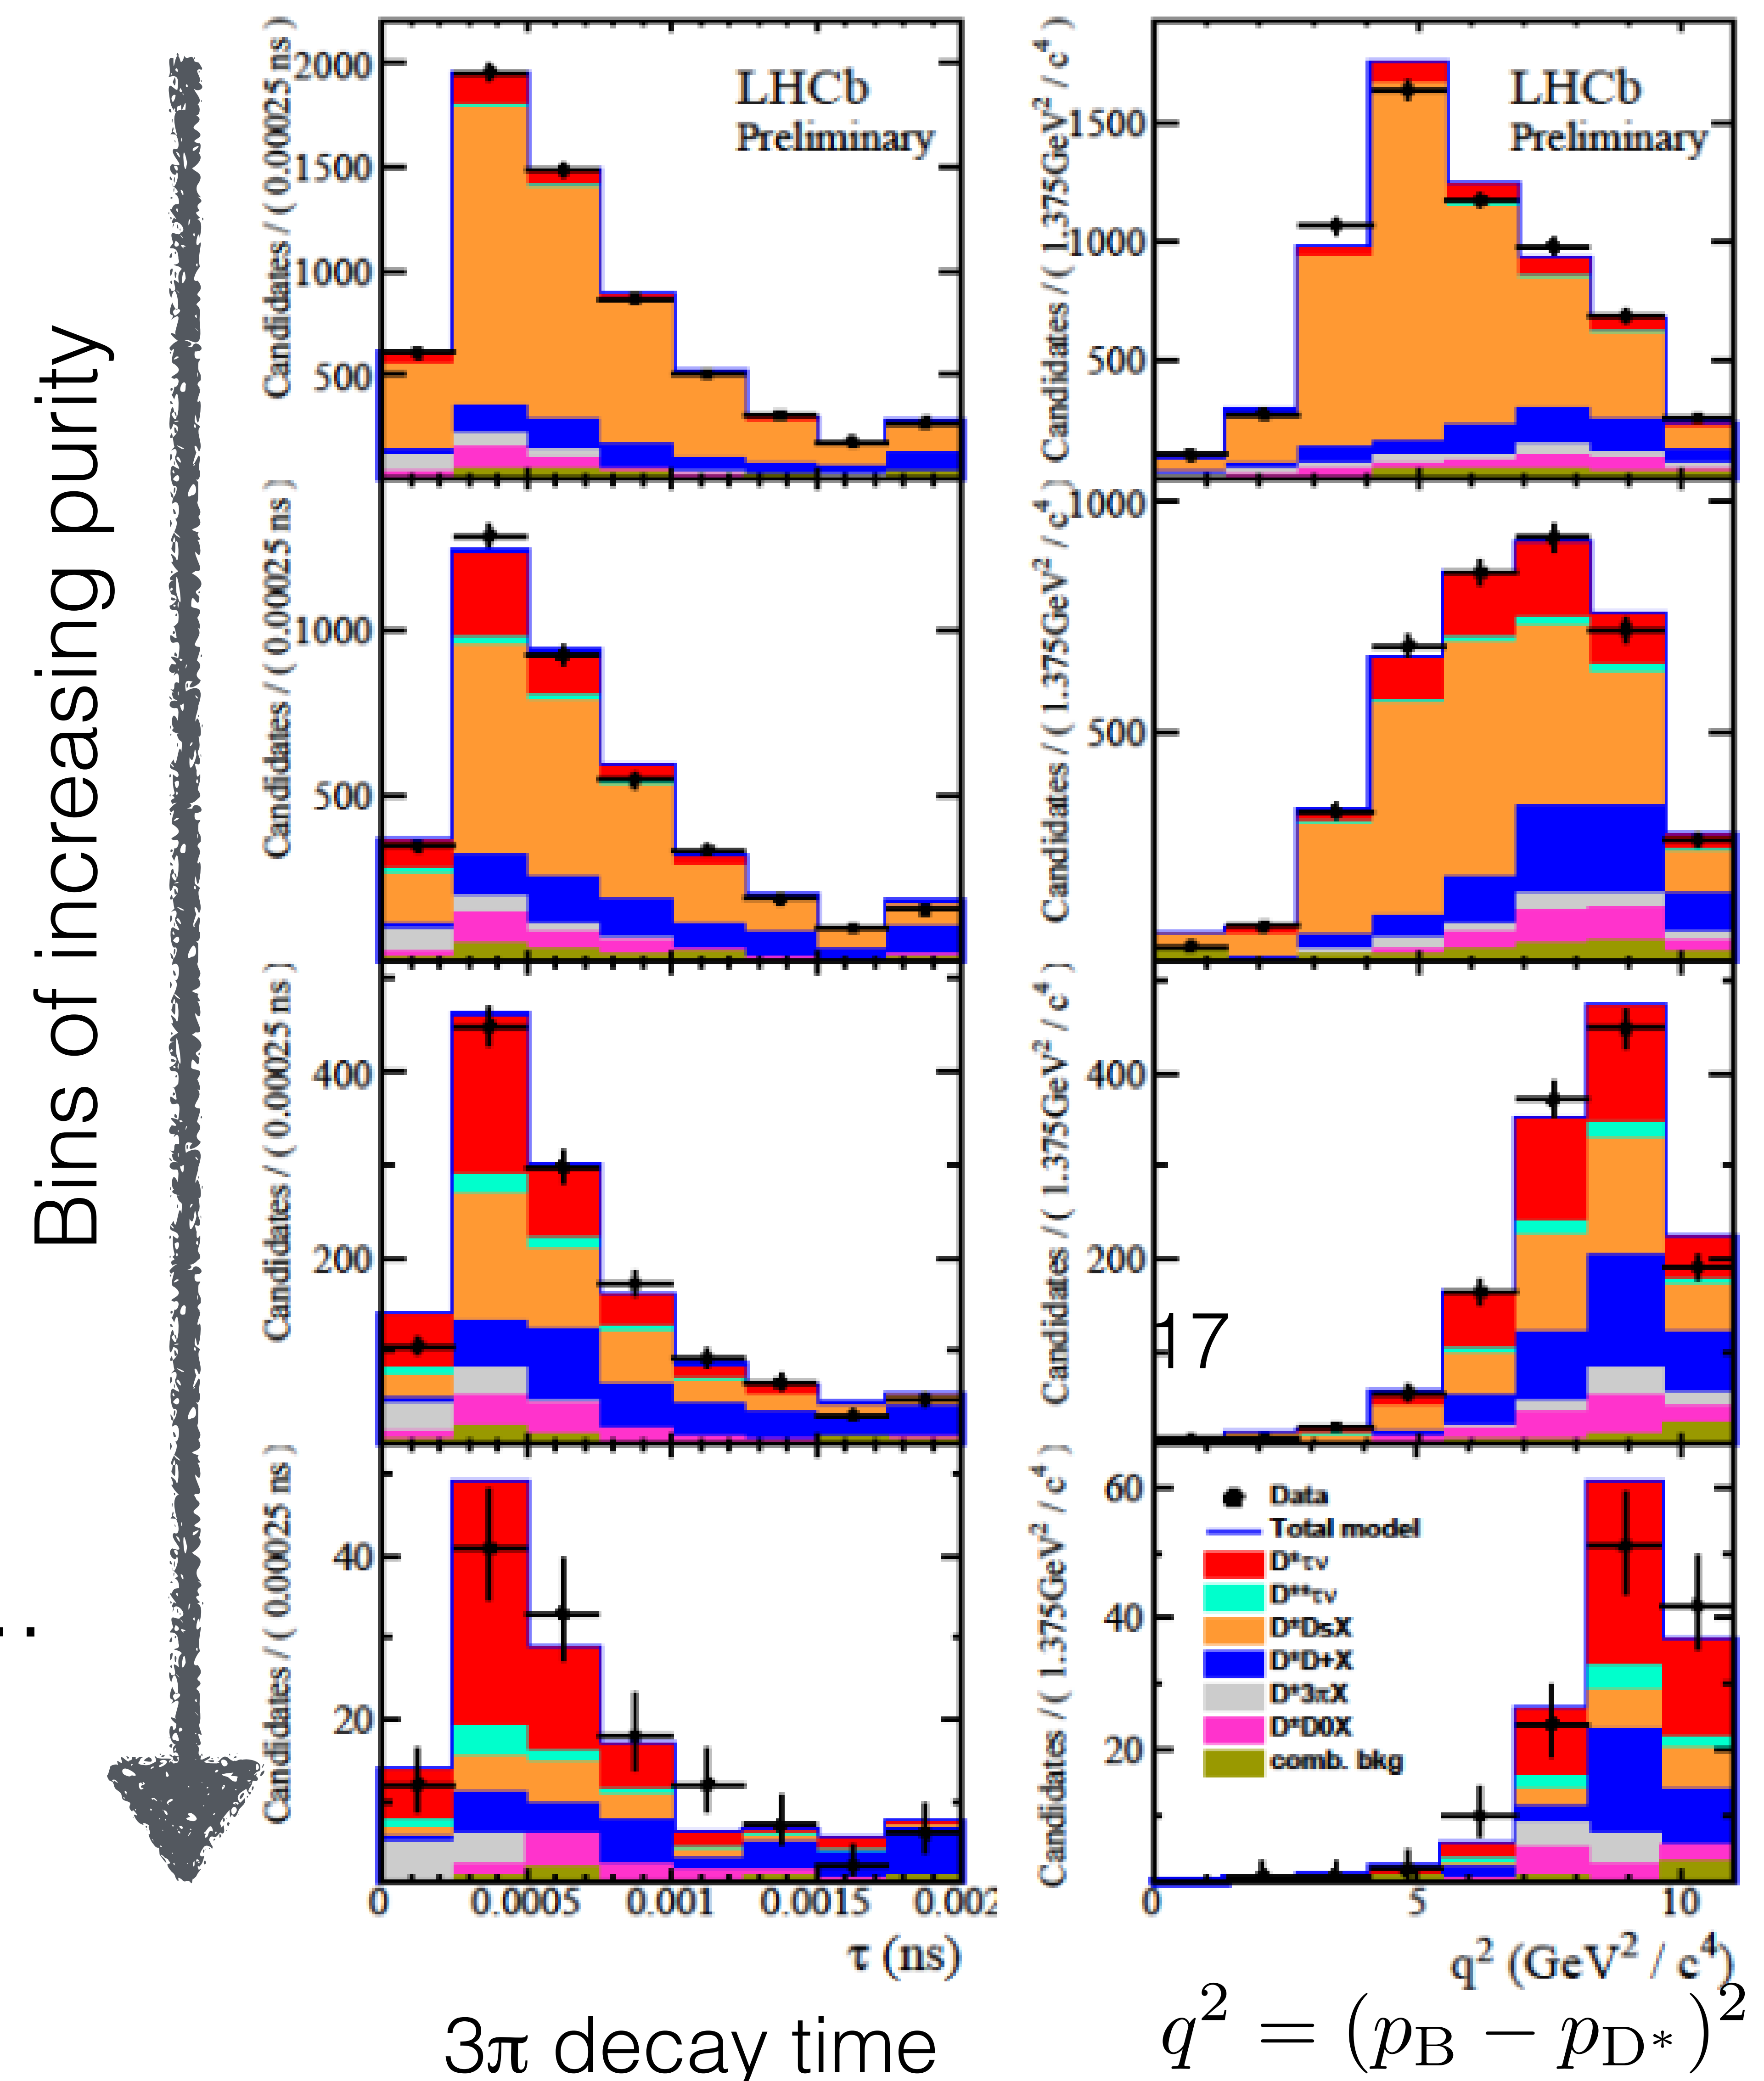 Bins of increasing purity
:
Candidates / ( 0.00025 ns )
2000
1500
1000
500
LHCb
Preliminary
Candidates / ( 1.375GeV² / c⁴ )
1500
1000
500
LHCb
Preliminary
Candidates / ( 0.00025 ns )
1000
500
Candidates / ( 1.375GeV² / c⁴ )
1000
500
Candidates / ( 0.00025 ns )
400
200
Candidates / ( 1.375GeV² / c⁴ )
400
200
17
Candidates / ( 0.00025 ns )
40
20
0 0.0005 0.001 0.0015 0.002
τ (ns)
Candidates / ( 1.375GeV² / c⁴ )
60
40
20
Data
Total model
D*τν
D**τν
D*DsX
D*D+X
D*3πX
D*D0X
comb. bkg
0 5 10
q² (GeV² / c⁴)
3π decay time
q² = (p_B − p_D*)²